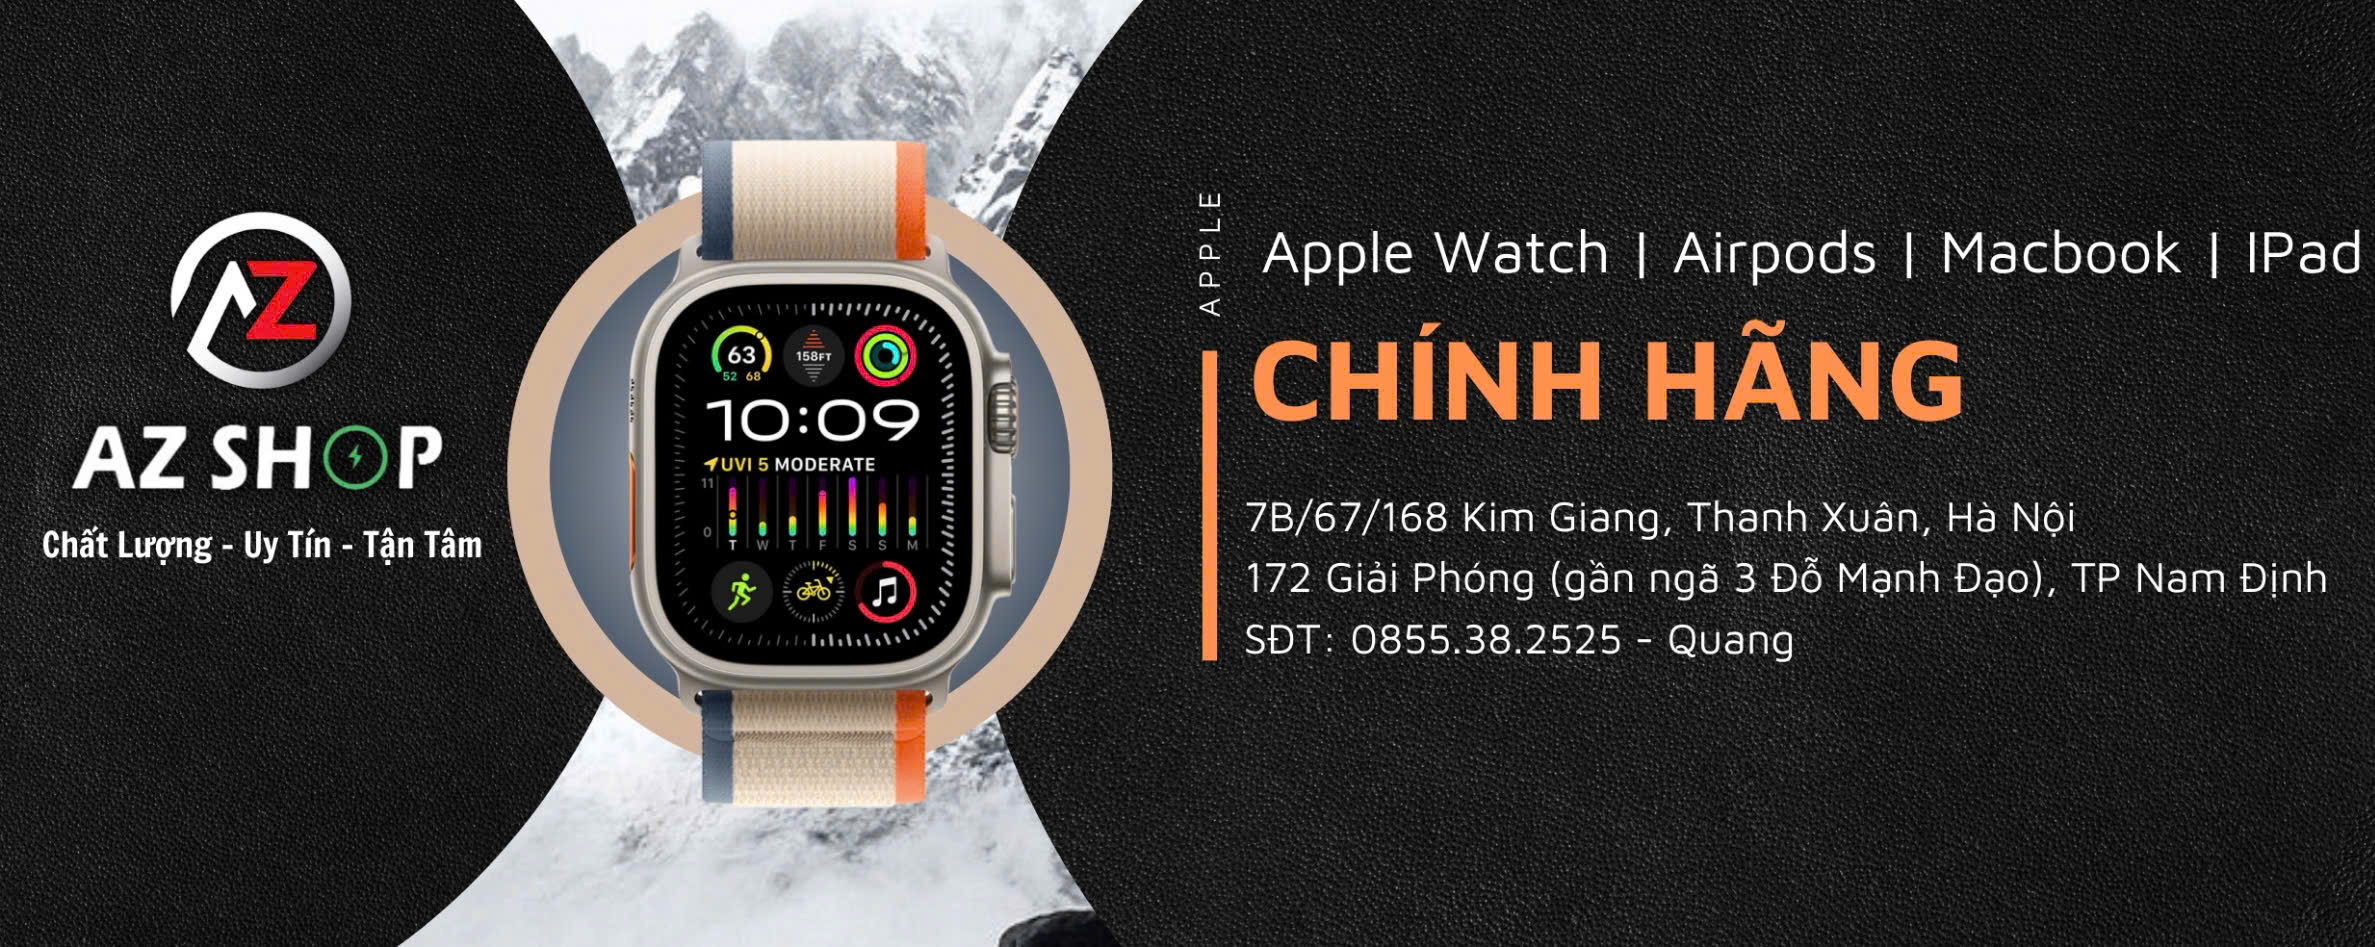 AZ
AZ SHOP
Chất Lượng - Uy Tín - Tận Tâm
63
52 68
158FT
10:09
UVI 5 MODERATE
11
0
T W T F S S M
APPLE
Apple Watch | Airpods | Macbook | IPad
CHÍNH HÃNG
7B/67/168 Kim Giang, Thanh Xuân, Hà Nội
172 Giải Phóng (gần ngã 3 Đỗ Mạnh Đạo), TP Nam Định
SĐT: 0855.38.2525 - Quang